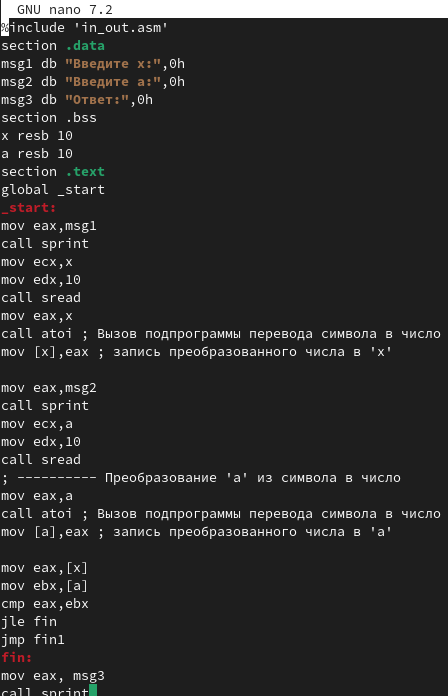 GNU nano 7.2
%include 'in_out.asm'
section .data
msg1 db "Введите x:",0h
msg2 db "Введите a:",0h
msg3 db "Ответ:",0h
section .bss
x resb 10
a resb 10
section .text
global _start
_start:
mov eax,msg1
call sprint
mov ecx,x
mov edx,10
call sread
mov eax,x
call atoi ; Вызов подпрограммы перевода символа в число
mov [x],eax ; запись преобразованного числа в 'x'
mov eax,msg2
call sprint
mov ecx,a
mov edx,10
call sread
; ---------- Преобразование 'a' из символа в число
mov eax,a
call atoi ; Вызов подпрограммы перевода символа в число
mov [a],eax ; запись преобразованного числа в 'a'
mov eax,[x]
mov ebx,[a]
cmp eax,ebx
jle fin
jmp fin1
fin:
mov eax, msg3
call sprint